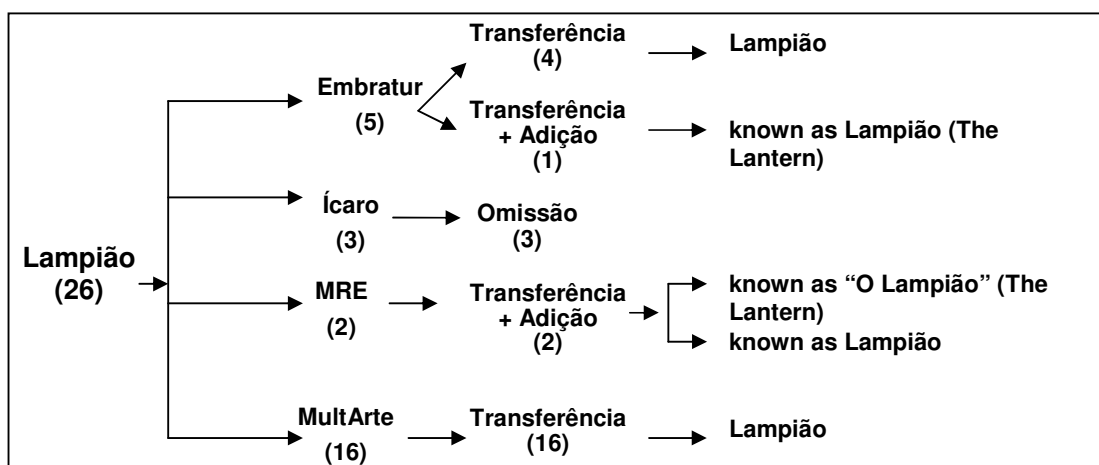 Lampião
(26)
Embratur
(5)
Transferência
(4)
Lampião
Transferência
+ Adição
(1)
known as Lampião (The
Lantern)
Ícaro
(3)
Omissão
(3)
MRE
(2)
Transferência
+ Adição
(2)
known as “O Lampião” (The
Lantern)
known as Lampião
MultArte
(16)
Transferência
(16)
Lampião